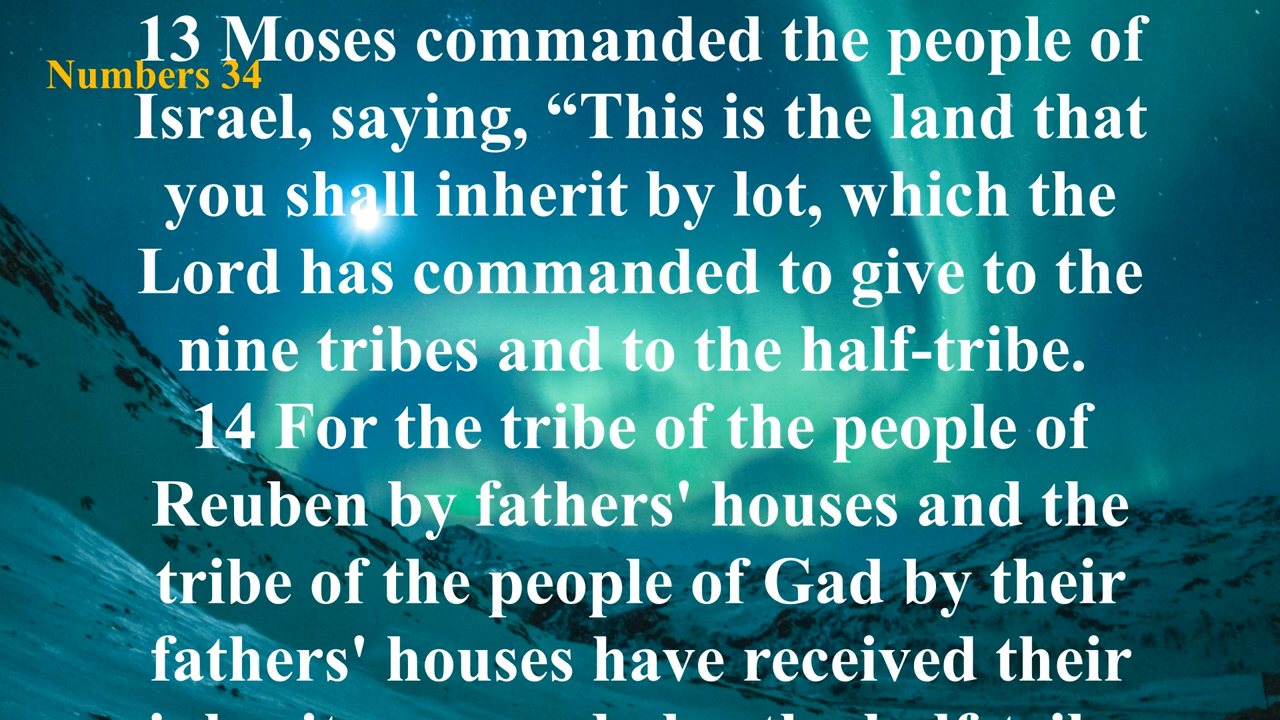 13 Moses commanded the people of
Numbers 34
Israel, saying, “This is the land that
you shall inherit by lot, which the
Lord has commanded to give to the
nine tribes and to the half-tribe.
14 For the tribe of the people of
Reuben by fathers' houses and the
tribe of the people of Gad by their
fathers' houses have received their